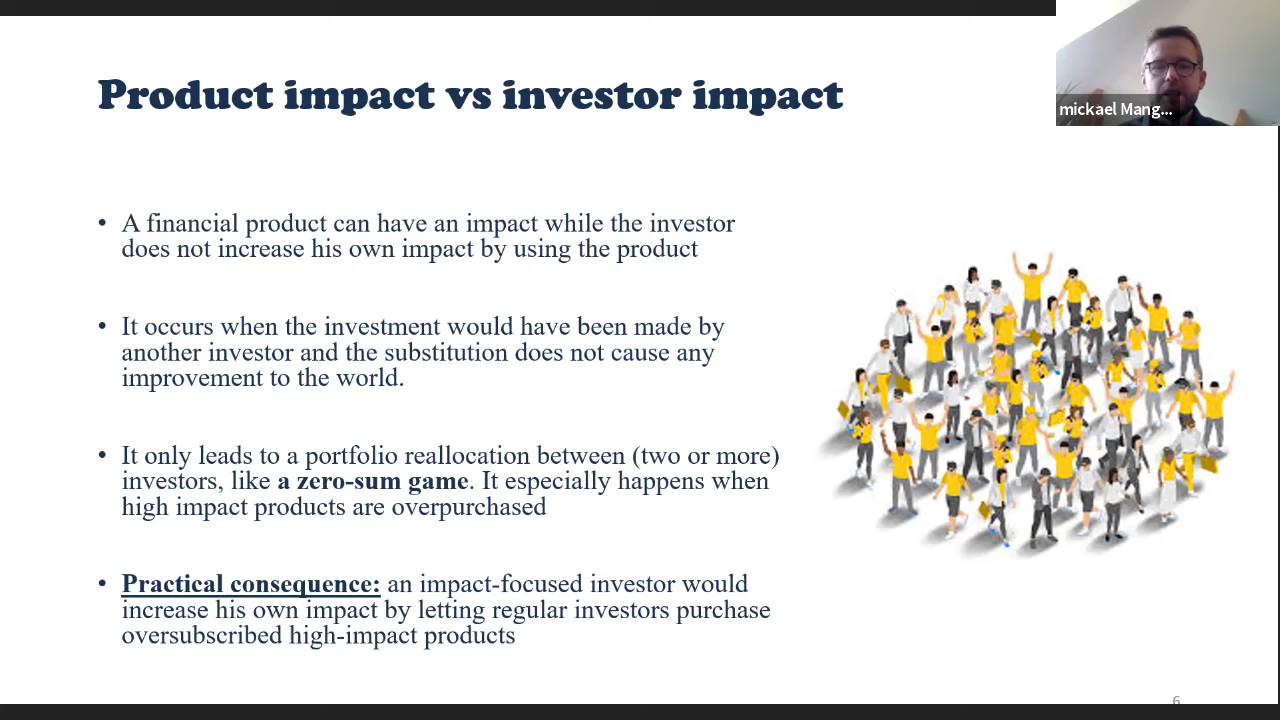 Product impact vs investor impact
mickael Mang...
• A financial product can have an impact while the investor
does not increase his own impact by using the product
• It occurs when the investment would have been made by
another investor and the substitution does not cause any
improvement to the world.
• It only leads to a portfolio reallocation between (two or more)
investors, like a zero-sum game. It especially happens when
high impact products are overpurchased
• Practical consequence: an impact-focused investor would
increase his own impact by letting regular investors purchase
oversubscribed high-impact products
6